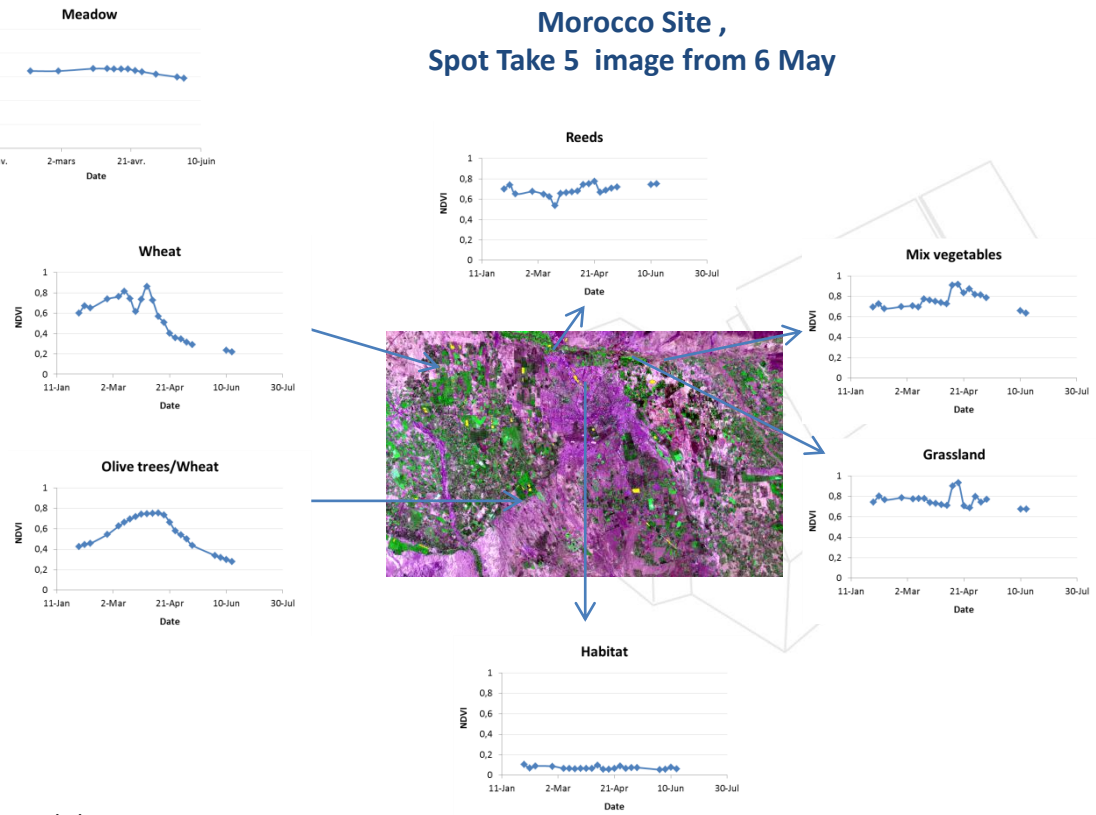 Meadow
Morocco Site ,
Spot Take 5 image from 6 May
v. 2-mars 21-avr. 10-juin
Date
Reeds
1
0,8
0,6
0,4
0,2
0
NDVI
11-Jan 2-Mar 21-Apr 10-Jun 30-Jul
Date
Wheat
1
0,8
0,6
0,4
0,2
0
NDVI
11-Jan 2-Mar 21-Apr 10-Jun 30-Jul
Date
Mix vegetables
1
0,8
0,6
0,4
0,2
0
NDVI
11-Jan 2-Mar 21-Apr 10-Jun 30-Jul
Date
Olive trees/Wheat
1
0,8
0,6
0,4
0,2
0
NDVI
11-Jan 2-Mar 21-Apr 10-Jun 30-Jul
Date
Grassland
1
0,8
0,6
0,4
0,2
0
NDVI
11-Jan 2-Mar 21-Apr 10-Jun 30-Jul
Date
Habitat
1
0,8
0,6
0,4
0,2
0
NDVI
11-Jan 2-Mar 21-Apr 10-Jun 30-Jul
Date